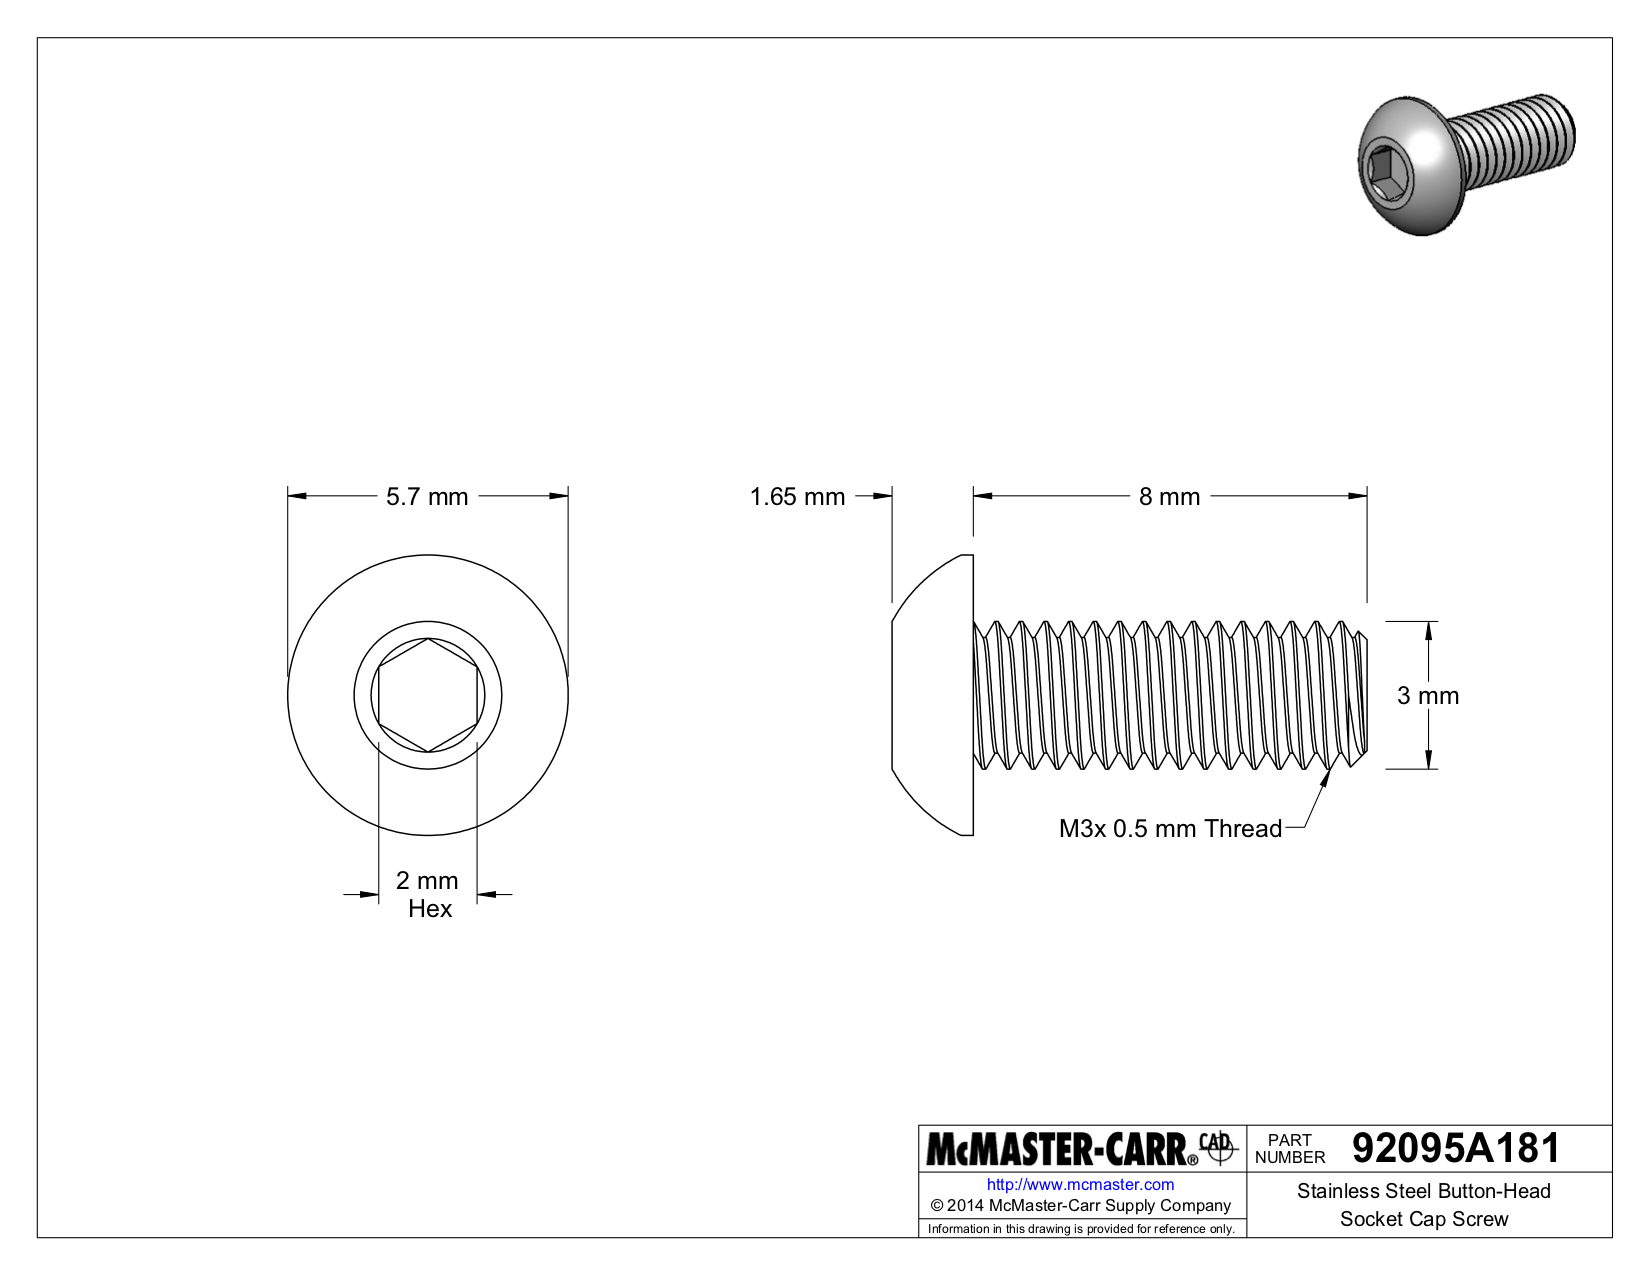 5.7 mm
1.65 mm
8 mm
3 mm
M3x 0.5 mm Thread
2 mm
Hex
McMASTER-CARR® CAD
PART
NUMBER
92095A181
http://www.mcmaster.com
© 2014 McMaster-Carr Supply Company
Information in this drawing is provided for reference only.
Stainless Steel Button-Head
Socket Cap Screw